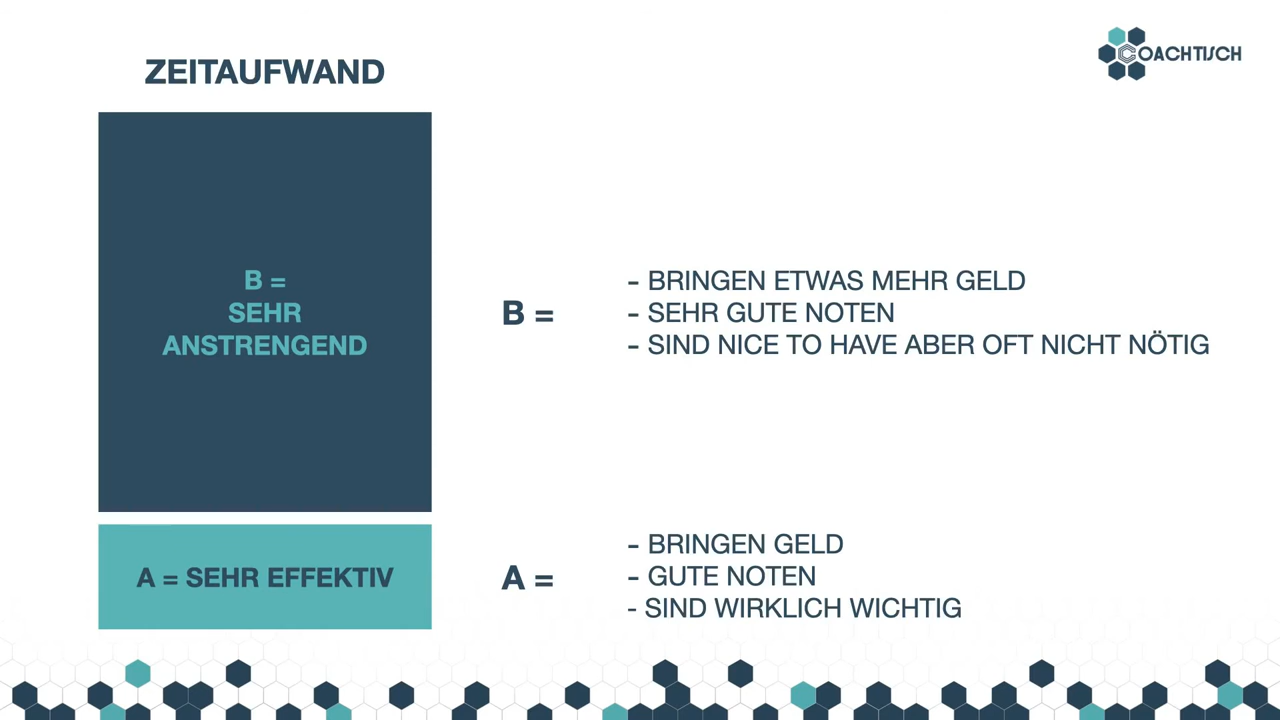 COACHTISCH
ZEITAUFWAND
B =
SEHR
ANSTRENGEND
B =
- BRINGEN ETWAS MEHR GELD
- SEHR GUTE NOTEN
- SIND NICE TO HAVE ABER OFT NICHT NÖTIG
A = SEHR EFFEKTIV
A =
- BRINGEN GELD
- GUTE NOTEN
- SIND WIRKLICH WICHTIG